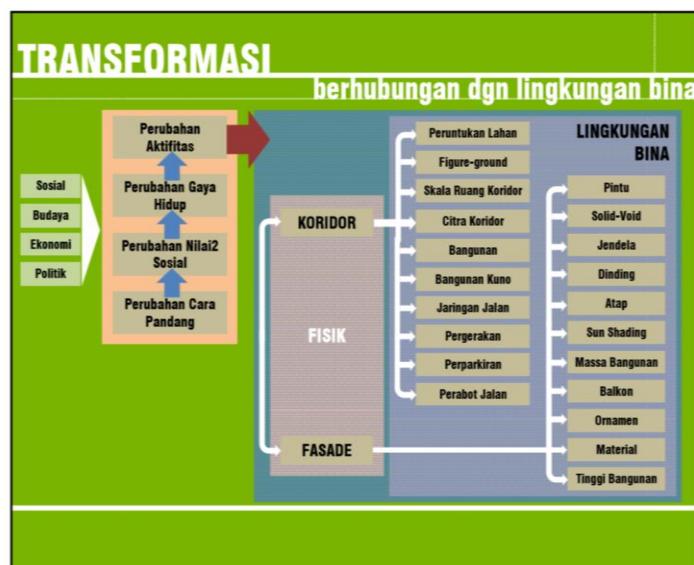 TRANSFORMASI
berhubungan dgn lingkungan bina
Sosial
Budaya
Ekonomi
Politik
Perubahan
Aktifitas
Perubahan Gaya
Hidup
Perubahan Nilai2
Sosial
Perubahan Cara
Pandang
FISIK
KORIDOR
FASADE
Peruntukan Lahan
Figure-ground
Skala Ruang Koridor
Citra Koridor
Bangunan
Bangunan Kuno
Jaringan Jalan
Pergerakan
Perparkiran
Perabot Jalan
LINGKUNGAN
BINA
Pintu
Solid-Void
Jendela
Dinding
Atap
Sun Shading
Massa Bangunan
Balkon
Ornamen
Material
Tinggi Bangunan